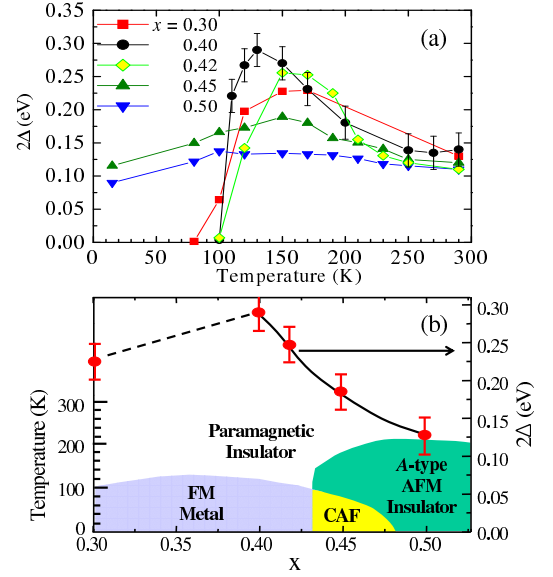 x = 0.30
0.40
0.42
0.45
0.50
(a)
0.35
0.30
0.25
0.20
0.15
0.10
0.05
0.00
2Δ (eV)
0 50 100 150 200 250 300
Temperature (K)
(b)
Paramagnetic
Insulator
FM
Metal
CAF
A-type
AFM
Insulator
300
200
100
0
Temperature (K)
0.30
0.25
0.20
0.15
0.10
0.05
0.00
2Δ (eV)
0.30 0.35 0.40 0.45 0.50
X